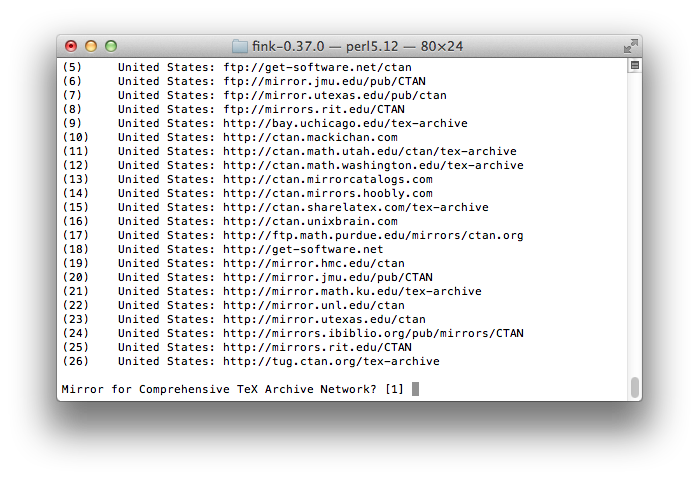 fink-0.37.0 — perl5.12 — 80×24
(5) United States: ftp://get-software.net/ctan
(6) United States: ftp://mirror.jmu.edu/pub/CTAN
(7) United States: ftp://mirror.utexas.edu/pub/ctan
(8) United States: ftp://mirrors.rit.edu/CTAN
(9) United States: http://bay.uchicago.edu/tex-archive
(10) United States: http://ctan.mackichan.com
(11) United States: http://ctan.math.utah.edu/ctan/tex-archive
(12) United States: http://ctan.math.washington.edu/tex-archive
(13) United States: http://ctan.mirrorcatalogs.com
(14) United States: http://ctan.mirrors.hoobly.com
(15) United States: http://ctan.sharelatex.com/tex-archive
(16) United States: http://ctan.unixbrain.com
(17) United States: http://ftp.math.purdue.edu/mirrors/ctan.org
(18) United States: http://get-software.net
(19) United States: http://mirror.hmc.edu/ctan
(20) United States: http://mirror.jmu.edu/pub/CTAN
(21) United States: http://mirror.math.ku.edu/tex-archive
(22) United States: http://mirror.unl.edu/ctan
(23) United States: http://mirror.utexas.edu/ctan
(24) United States: http://mirrors.ibiblio.org/pub/mirrors/CTAN
(25) United States: http://mirrors.rit.edu/CTAN
(26) United States: http://tug.ctan.org/tex-archive
Mirror for Comprehensive TeX Archive Network? [1]